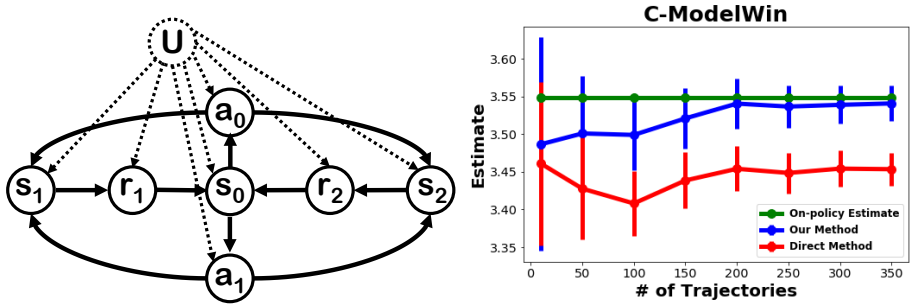 U
a0
s1
r1
s0
r2
s2
a1
C-ModelWin
Estimate
3.60
3.55
3.50
3.45
3.40
3.35
On-policy Estimate
Our Method
Direct Method
0 50 100 150 200 250 300 350
# of Trajectories